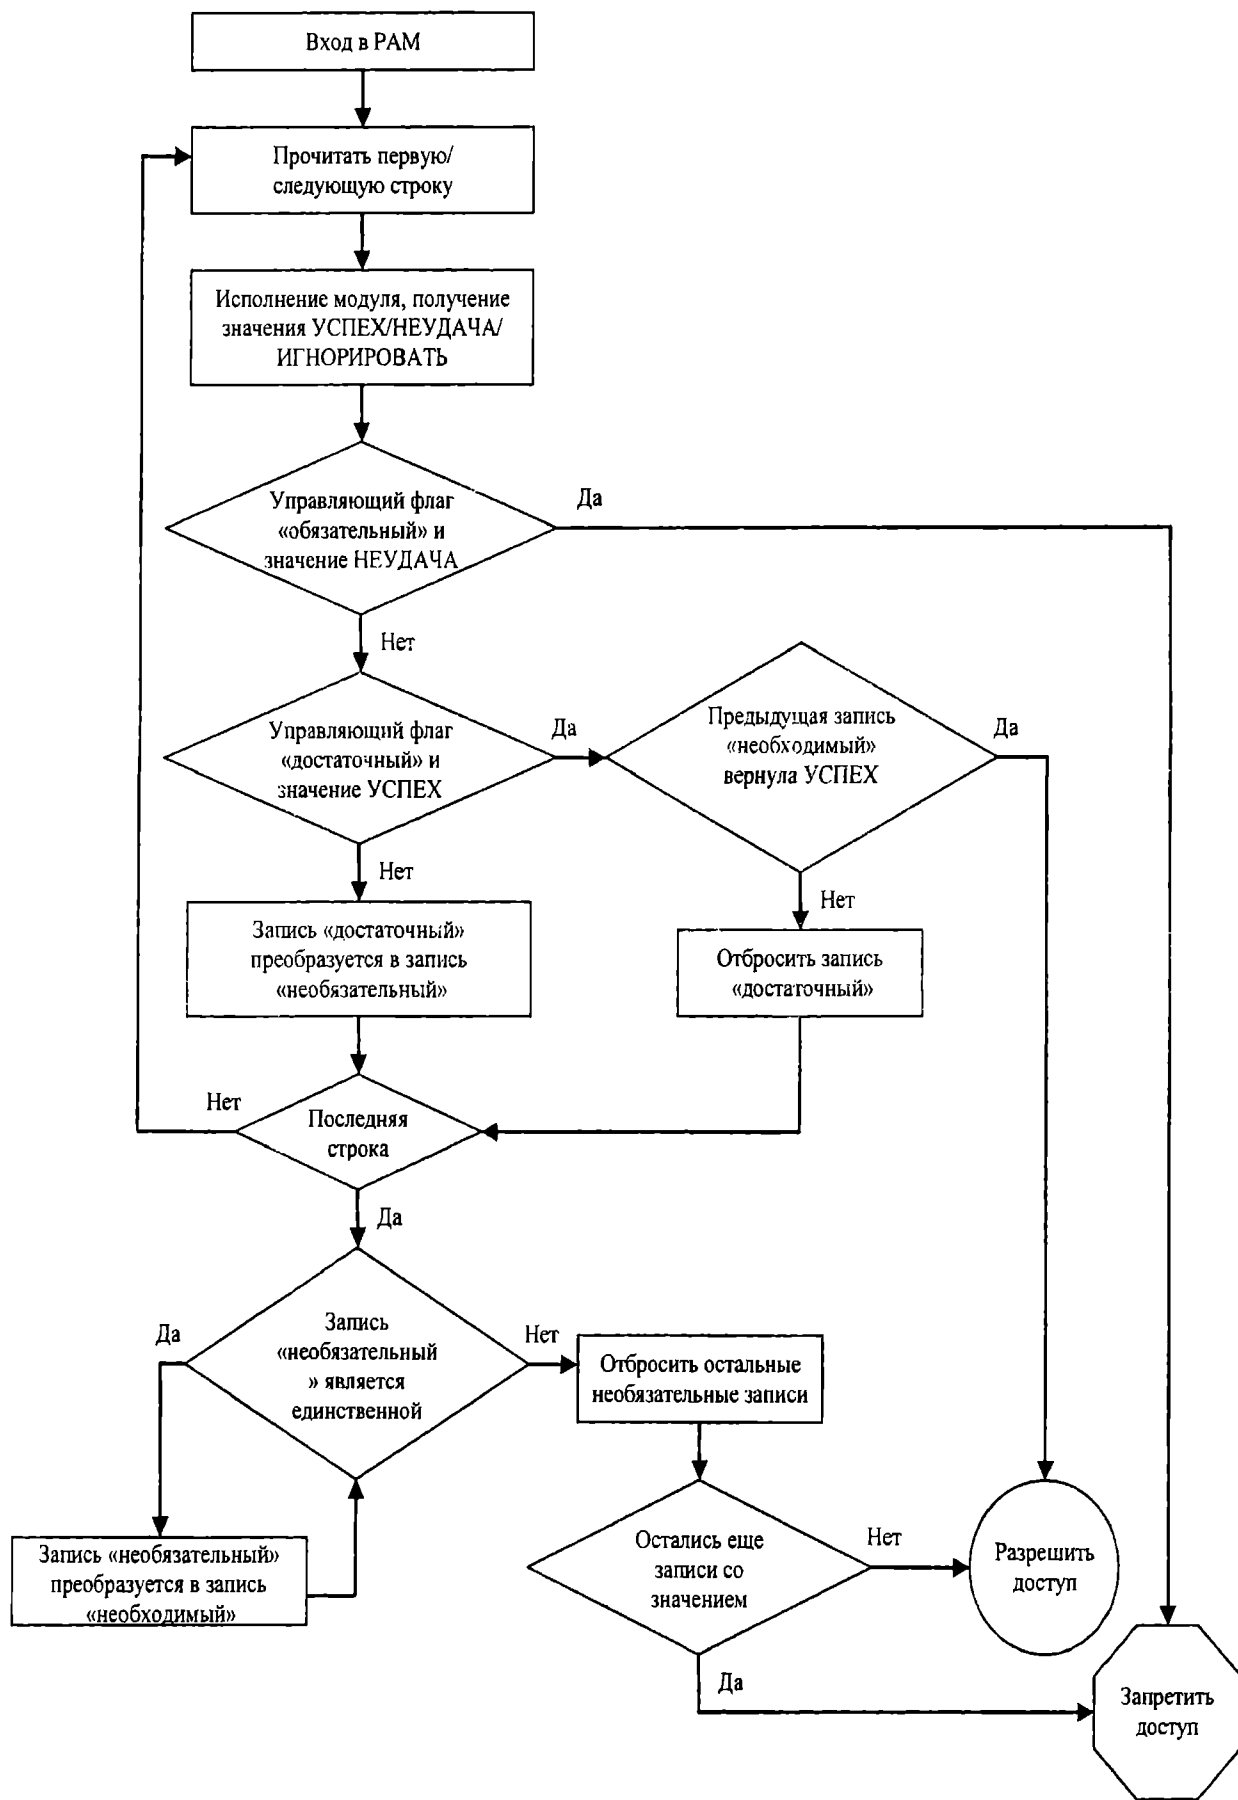 Вход в PAM
Прочитать первую/
следующую строку
Исполнение модуля, получение
значения УСПЕХ/НЕУДАЧА/
ИГНОРИРОВАТЬ
Управляющий флаг
«обязательный» и
значение НЕУДАЧА
Да
Нет
Управляющий флаг
«достаточный» и
значение УСПЕХ
Да
Предыдущая запись
«необходимый»
вернула УСПЕХ
Да
Нет
Нет
Запись «достаточный»
преобразуется в запись
«необязательный»
Отбросить запись
«достаточный»
Нет
Последняя
строка
Да
Да
Запись
«необязательный
» является
единственной
Нет
Отбросить остальные
необязательные записи
Запись «необязательный»
преобразуется в запись
«необходимый»
Остались еще
записи со
значением
Нет
Разрешить
доступ
Да
Запретить
доступ